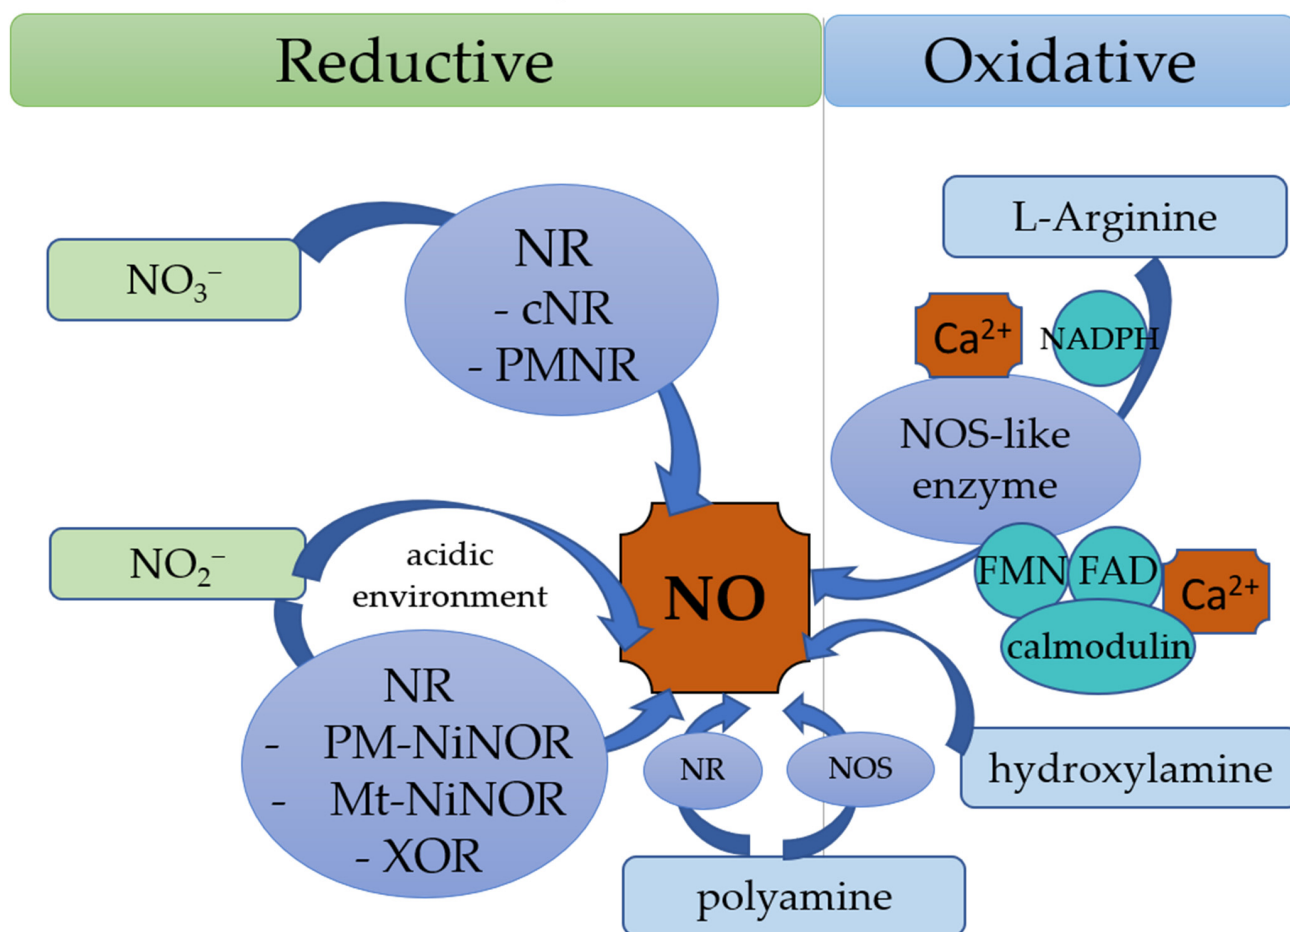 Reductive
Oxidative
NO₃⁻
NR
- cNR
- PMNR
L-Arginine
Ca²⁺
NADPH
NOS-like
enzyme
FMN
FAD
Ca²⁺
calmodulin
NO₂⁻
acidic
environment
NO
NR
- PM-NiNOR
- Mt-NiNOR
- XOR
NR
NOS
hydroxylamine
polyamine